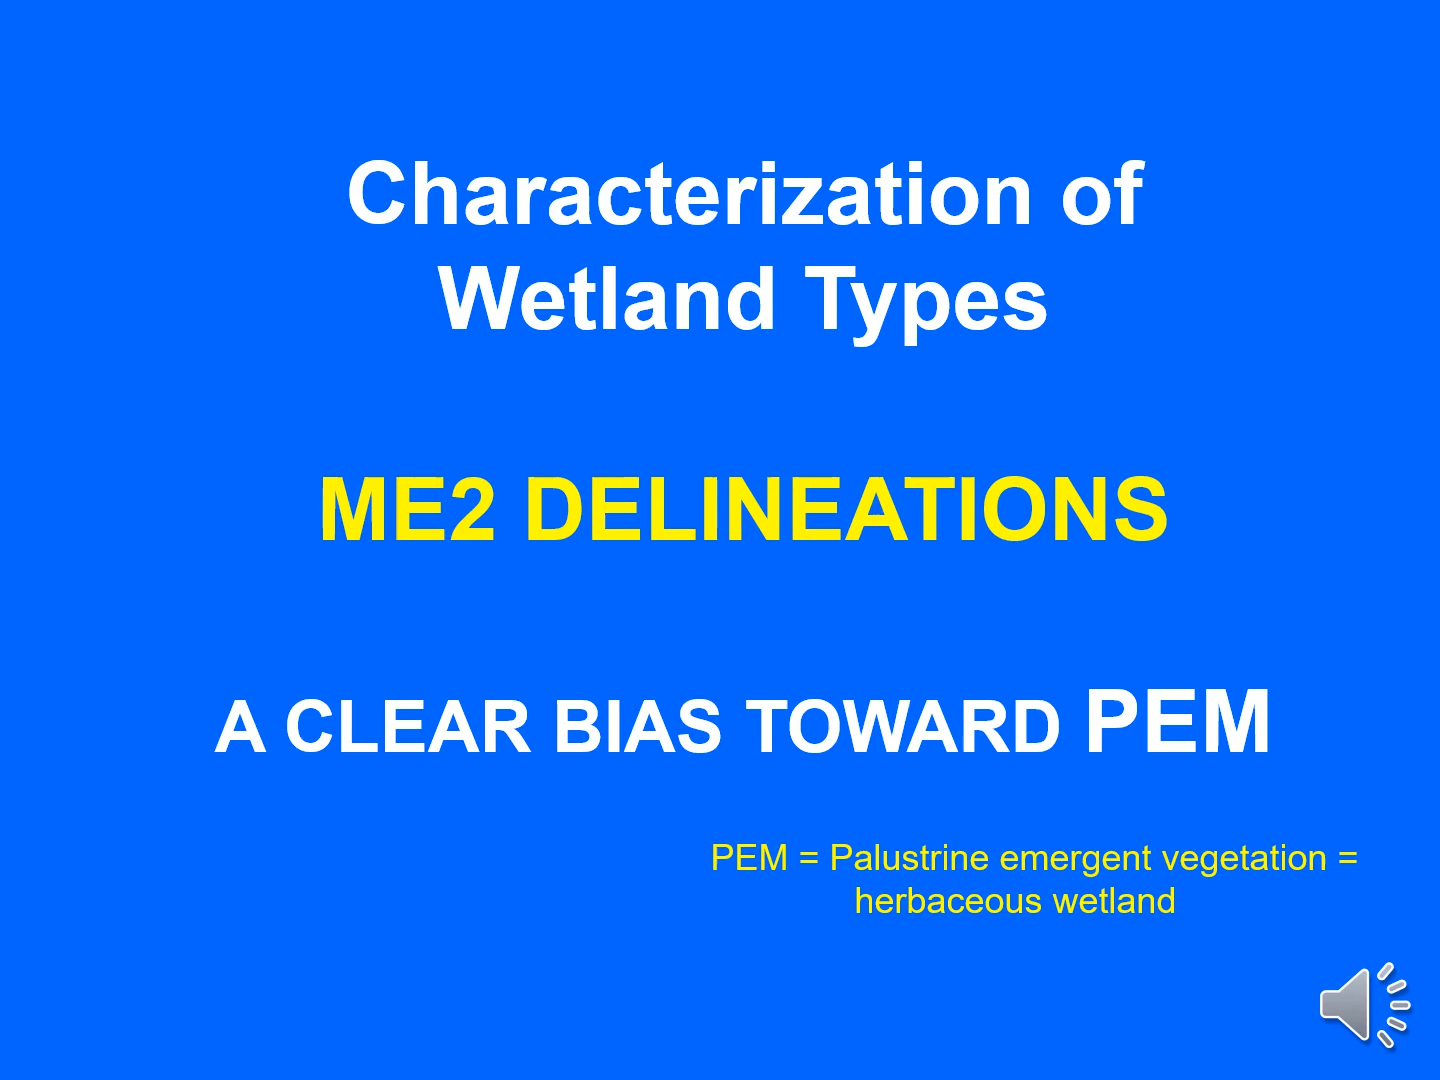 Characterization of
Wetland Types
ME2 DELINEATIONS
A CLEAR BIAS TOWARD PEM
PEM = Palustrine emergent vegetation =
herbaceous wetland